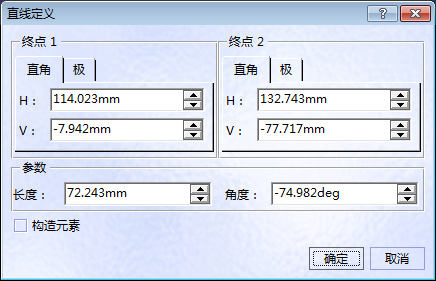 直线定义
终点 1 终点 2
直角 极 直角 极
H： 114.023mm H： 132.743mm
V： -7.942mm V： -77.717mm
参数
长度： 72.243mm 角度： -74.982deg
构造元素
确定 取消